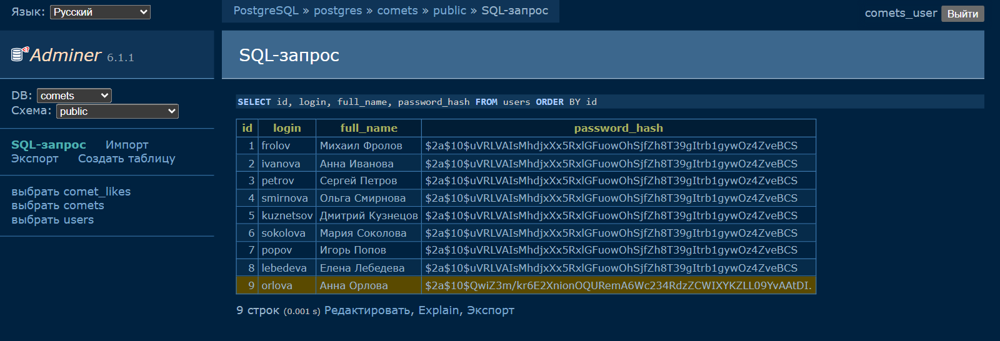 Язык: Русский
PostgreSQL » postgres » comets » public » SQL-запрос
comets_user Выйти
Adminer 6.1.1
SQL-запрос
DB: comets
Схема: public
SQL-запрос Импорт
Экспорт Создать таблицу
выбрать comet_likes
выбрать comets
выбрать users
SELECT id, login, full_name, password_hash FROM users ORDER BY id
id login full_name password_hash
1 frolov Михаил Фролов $2a$10$uVRLVAIsMhdjxXx5RxlGFuowOhSjfZh8T39gItrb1gywOz4ZveBCS
2 ivanova Анна Иванова $2a$10$uVRLVAIsMhdjxXx5RxlGFuowOhSjfZh8T39gItrb1gywOz4ZveBCS
3 petrov Сергей Петров $2a$10$uVRLVAIsMhdjxXx5RxlGFuowOhSjfZh8T39gItrb1gywOz4ZveBCS
4 smirnova Ольга Смирнова $2a$10$uVRLVAIsMhdjxXx5RxlGFuowOhSjfZh8T39gItrb1gywOz4ZveBCS
5 kuznetsov Дмитрий Кузнецов $2a$10$uVRLVAIsMhdjxXx5RxlGFuowOhSjfZh8T39gItrb1gywOz4ZveBCS
6 sokolova Мария Соколова $2a$10$uVRLVAIsMhdjxXx5RxlGFuowOhSjfZh8T39gItrb1gywOz4ZveBCS
7 popov Игорь Попов $2a$10$uVRLVAIsMhdjxXx5RxlGFuowOhSjfZh8T39gItrb1gywOz4ZveBCS
8 lebedeva Елена Лебедева $2a$10$uVRLVAIsMhdjxXx5RxlGFuowOhSjfZh8T39gItrb1gywOz4ZveBCS
9 orlova Анна Орлова $2a$10$QwiZ3m/kr6E2XnionOQURemA6Wc234RdzZCWIXYKZLL09YvAAtDI.
9 строк (0.001 s) Редактировать, Explain, Экспорт